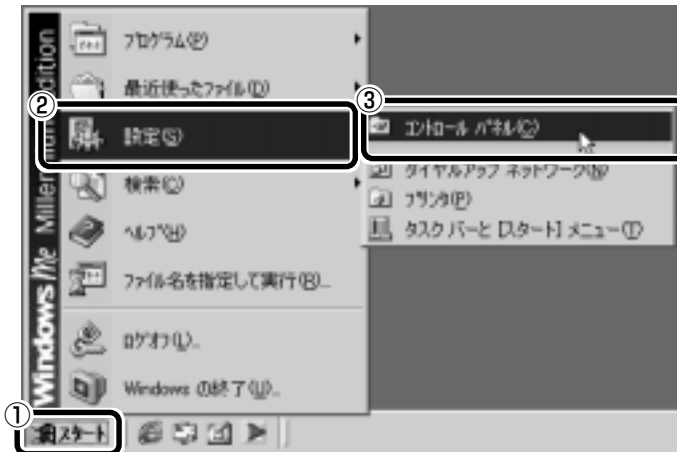 Windows Me Millennium Edition
プログラム(P)
最近使ったファイル(D)
② 設定(S)
検索(C)
ヘルプ(H)
ファイル名を指定して実行(R)...
ログオフ(L)...
Windows の終了(U)...
③ コントロール パネル(C)
ダイヤルアップ ネットワーク(N)
プリンタ(P)
タスク バーと [スタート] メニュー(T)
① スタート